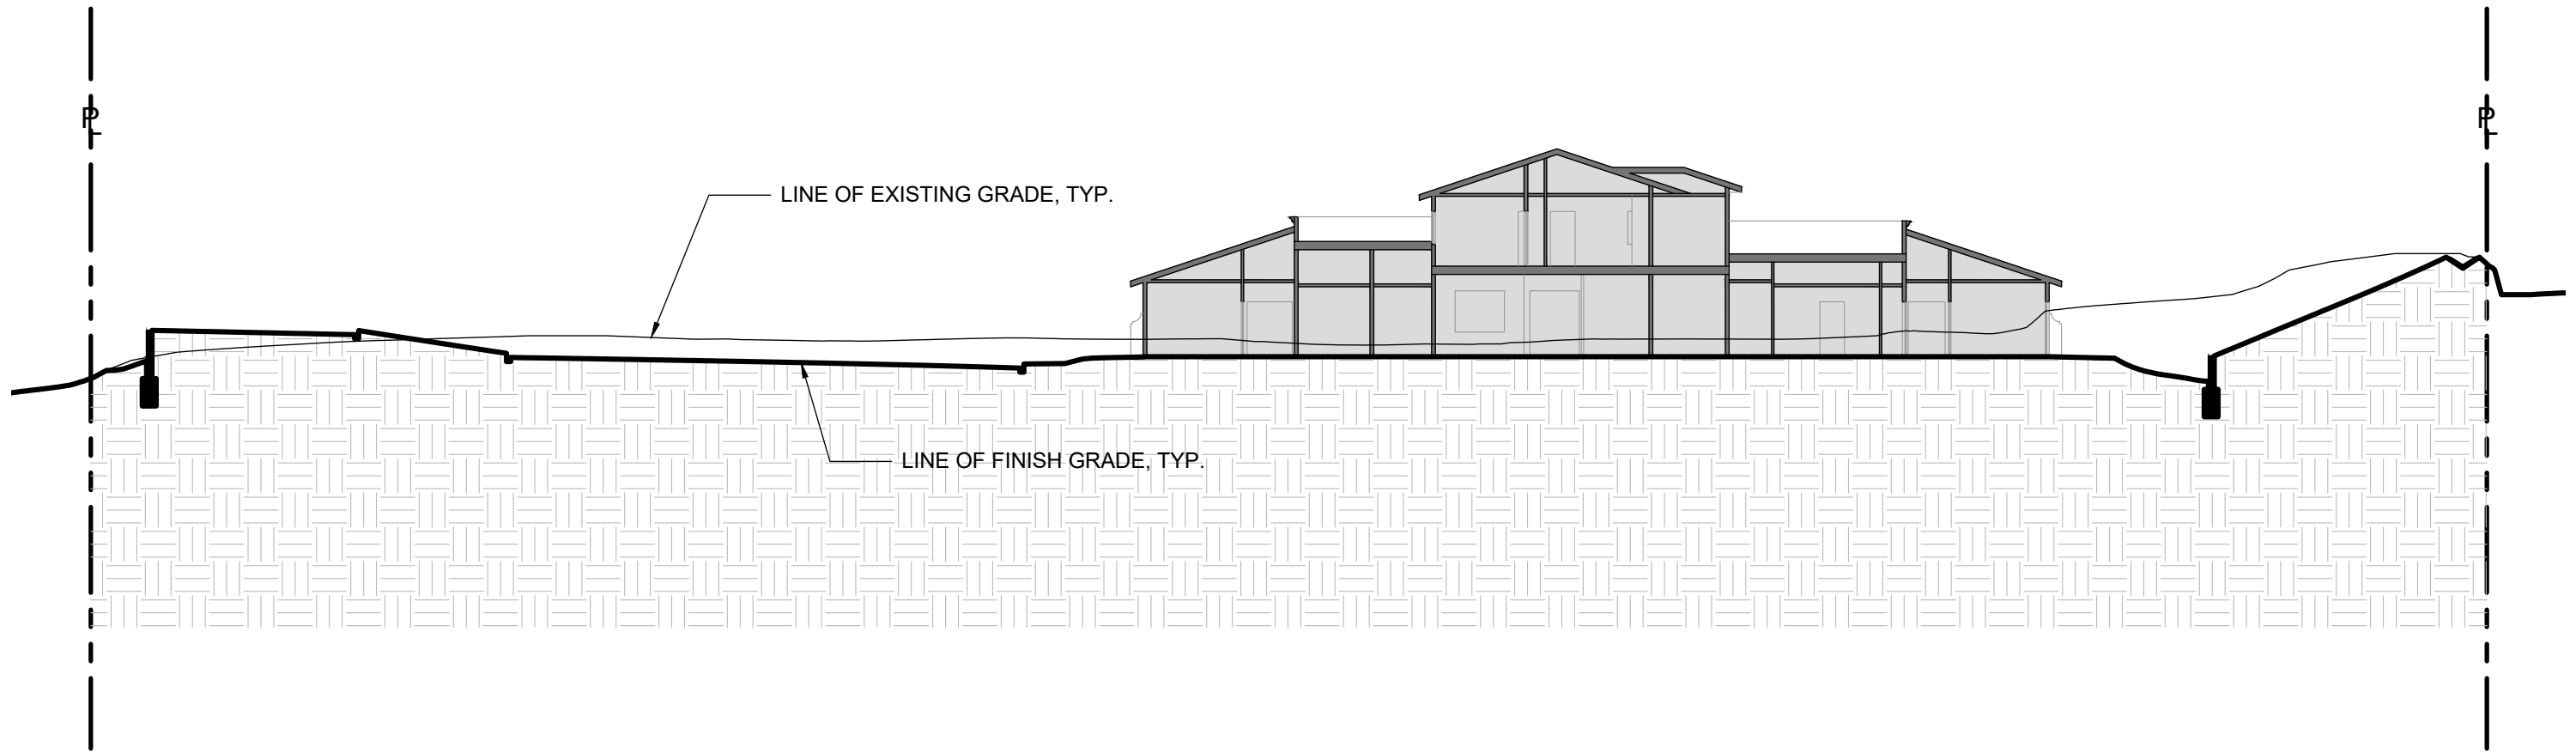 PL
PL
LINE OF EXISTING GRADE, TYP.
LINE OF FINISH GRADE, TYP.